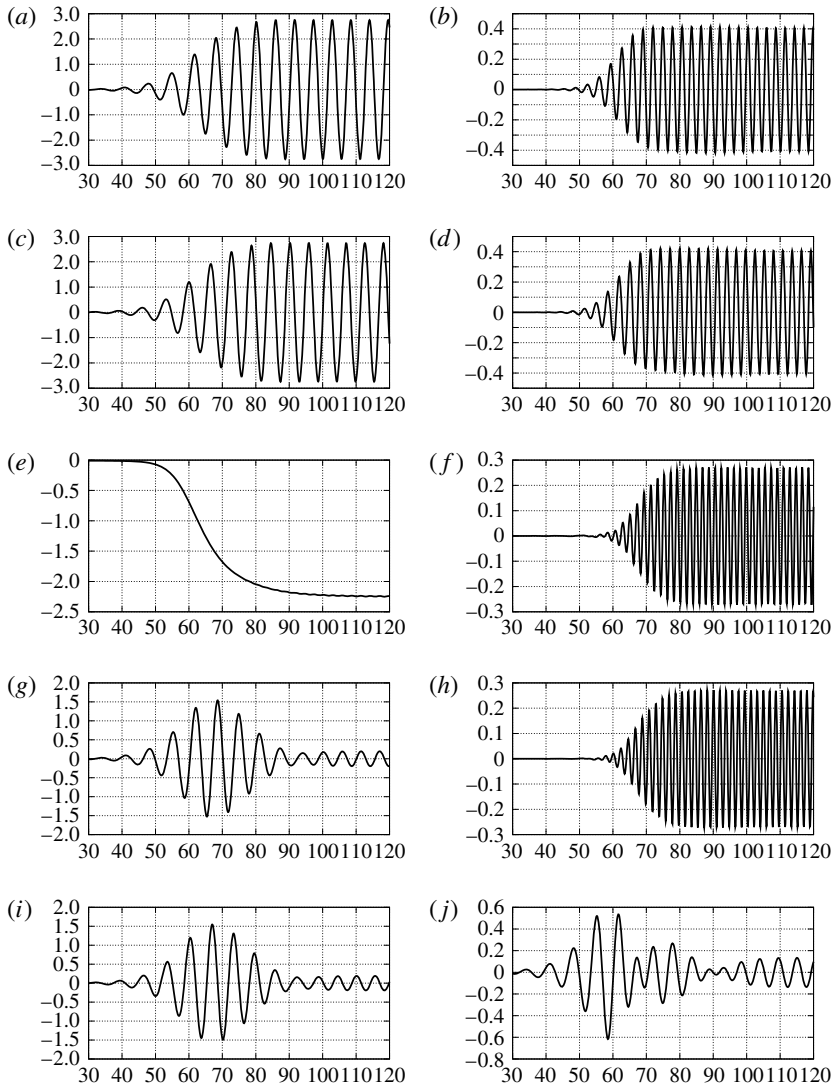 (a) 3.0 2.0 1.0 0 −1.0 −2.0 −3.0
30 40 50 60 70 80 90 100 110 120
(b) 0.4 0.2 0 −0.2 −0.4
30 40 50 60 70 80 90 100 110 120
(c) 3.0 2.0 1.0 0 −1.0 −2.0 −3.0
30 40 50 60 70 80 90 100 110 120
(d) 0.4 0.2 0 −0.2 −0.4
30 40 50 60 70 80 90 100 110 120
(e) 0 −0.5 −1.0 −1.5 −2.0 −2.5
30 40 50 60 70 80 90 100 110 120
(f) 0.3 0.2 0.1 0 −0.1 −0.2 −0.3
30 40 50 60 70 80 90 100 110 120
(g) 2.0 1.5 1.0 0.5 0 −0.5 −1.0 −1.5 −2.0
30 40 50 60 70 80 90 100 110 120
(h) 0.3 0.2 0.1 0 −0.1 −0.2 −0.3
30 40 50 60 70 80 90 100 110 120
(i) 2.0 1.5 1.0 0.5 0 −0.5 −1.0 −1.5 −2.0
30 40 50 60 70 80 90 100 110 120
(j) 0.6 0.4 0.2 0 −0.2 −0.4 −0.6 −0.8
30 40 50 60 70 80 90 100 110 120